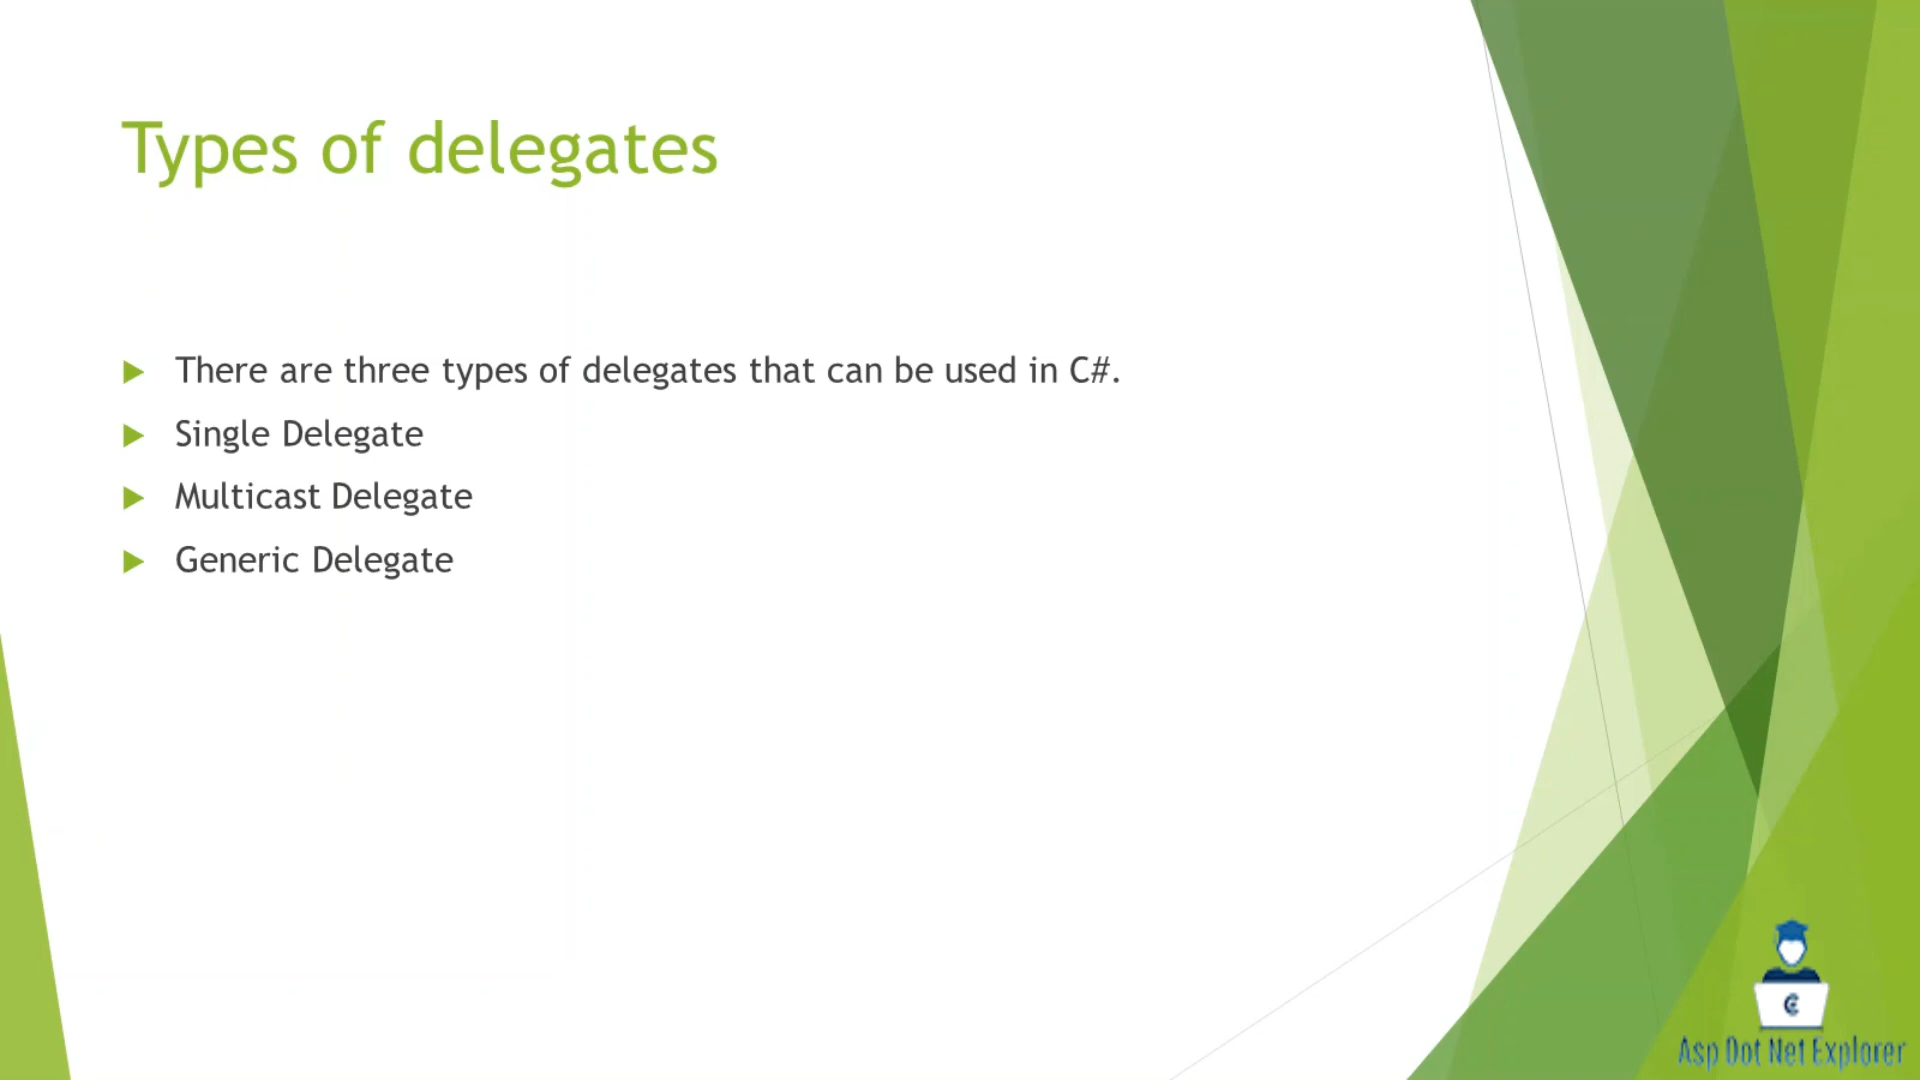 Types of delegates
There are three types of delegates that can be used in C#.
Single Delegate
Multicast Delegate
Generic Delegate
Asp Dot Net Explorer